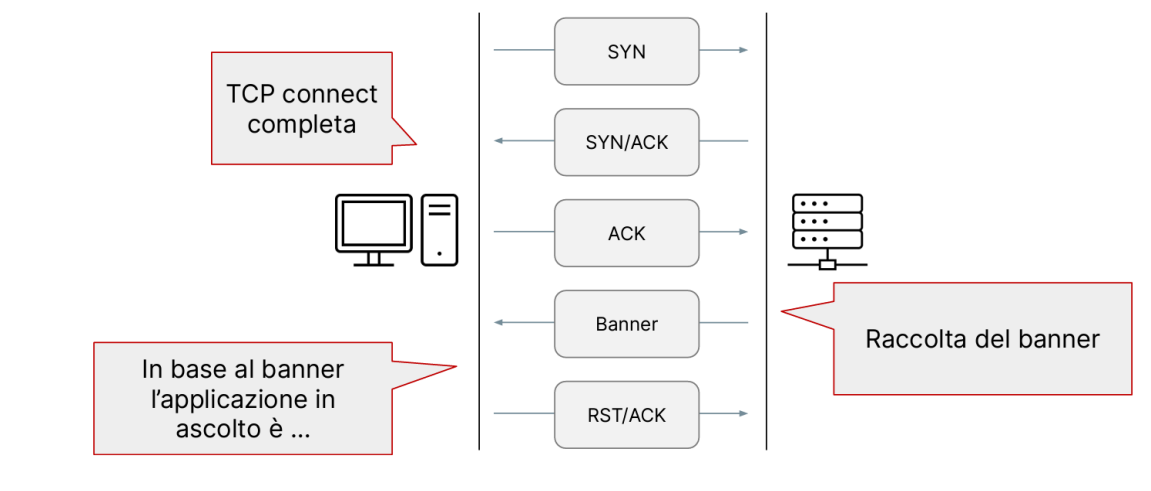 SYN
TCP connect
completa
SYN/ACK
ACK
Banner
Raccolta del banner
In base al banner
l’applicazione in
ascolto è ...
RST/ACK